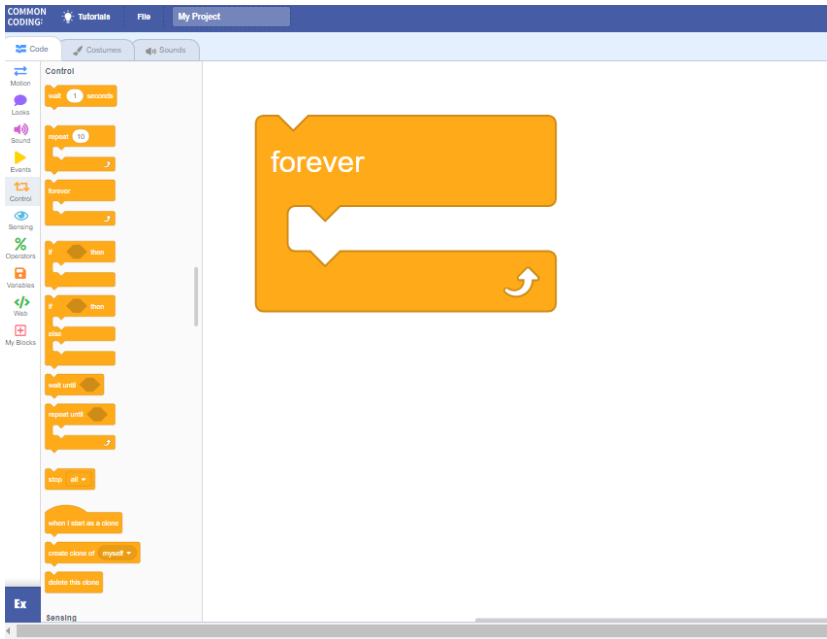 COMMON
CODING:
Tutorials
File
My Project
Code
Costumes
Sounds
Motion
Looks
Sound
Events
Control
Sensing
Operators
Variables
Web
My Blocks
Ex
Control
wait 1 seconds
repeat 10
forever
if then
if then
else
wait until
repeat until
stop all
when I start as a clone
create clone of myself
delete this clone
Sensing
forever